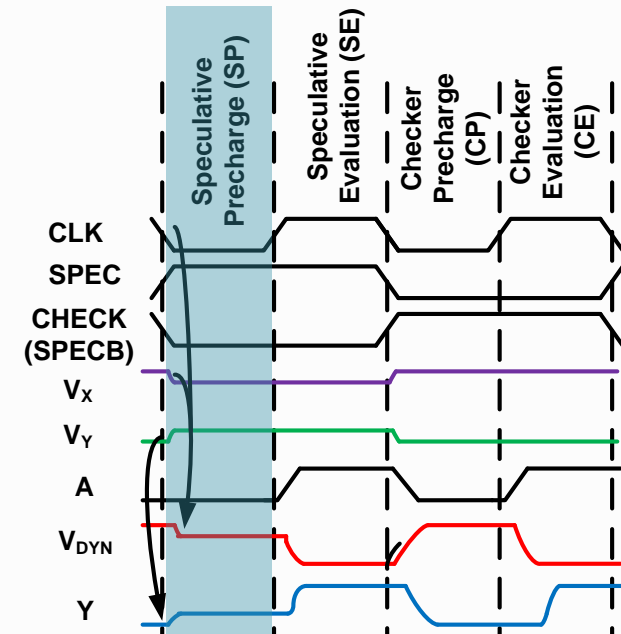 Speculative
Precharge (SP)
Speculative
Evaluation (SE)
Checker
Precharge
(CP)
Checker
Evaluation
(CE)
CLK
SPEC
CHECK
(SPECB)
VX
VY
A
VDYN
Y